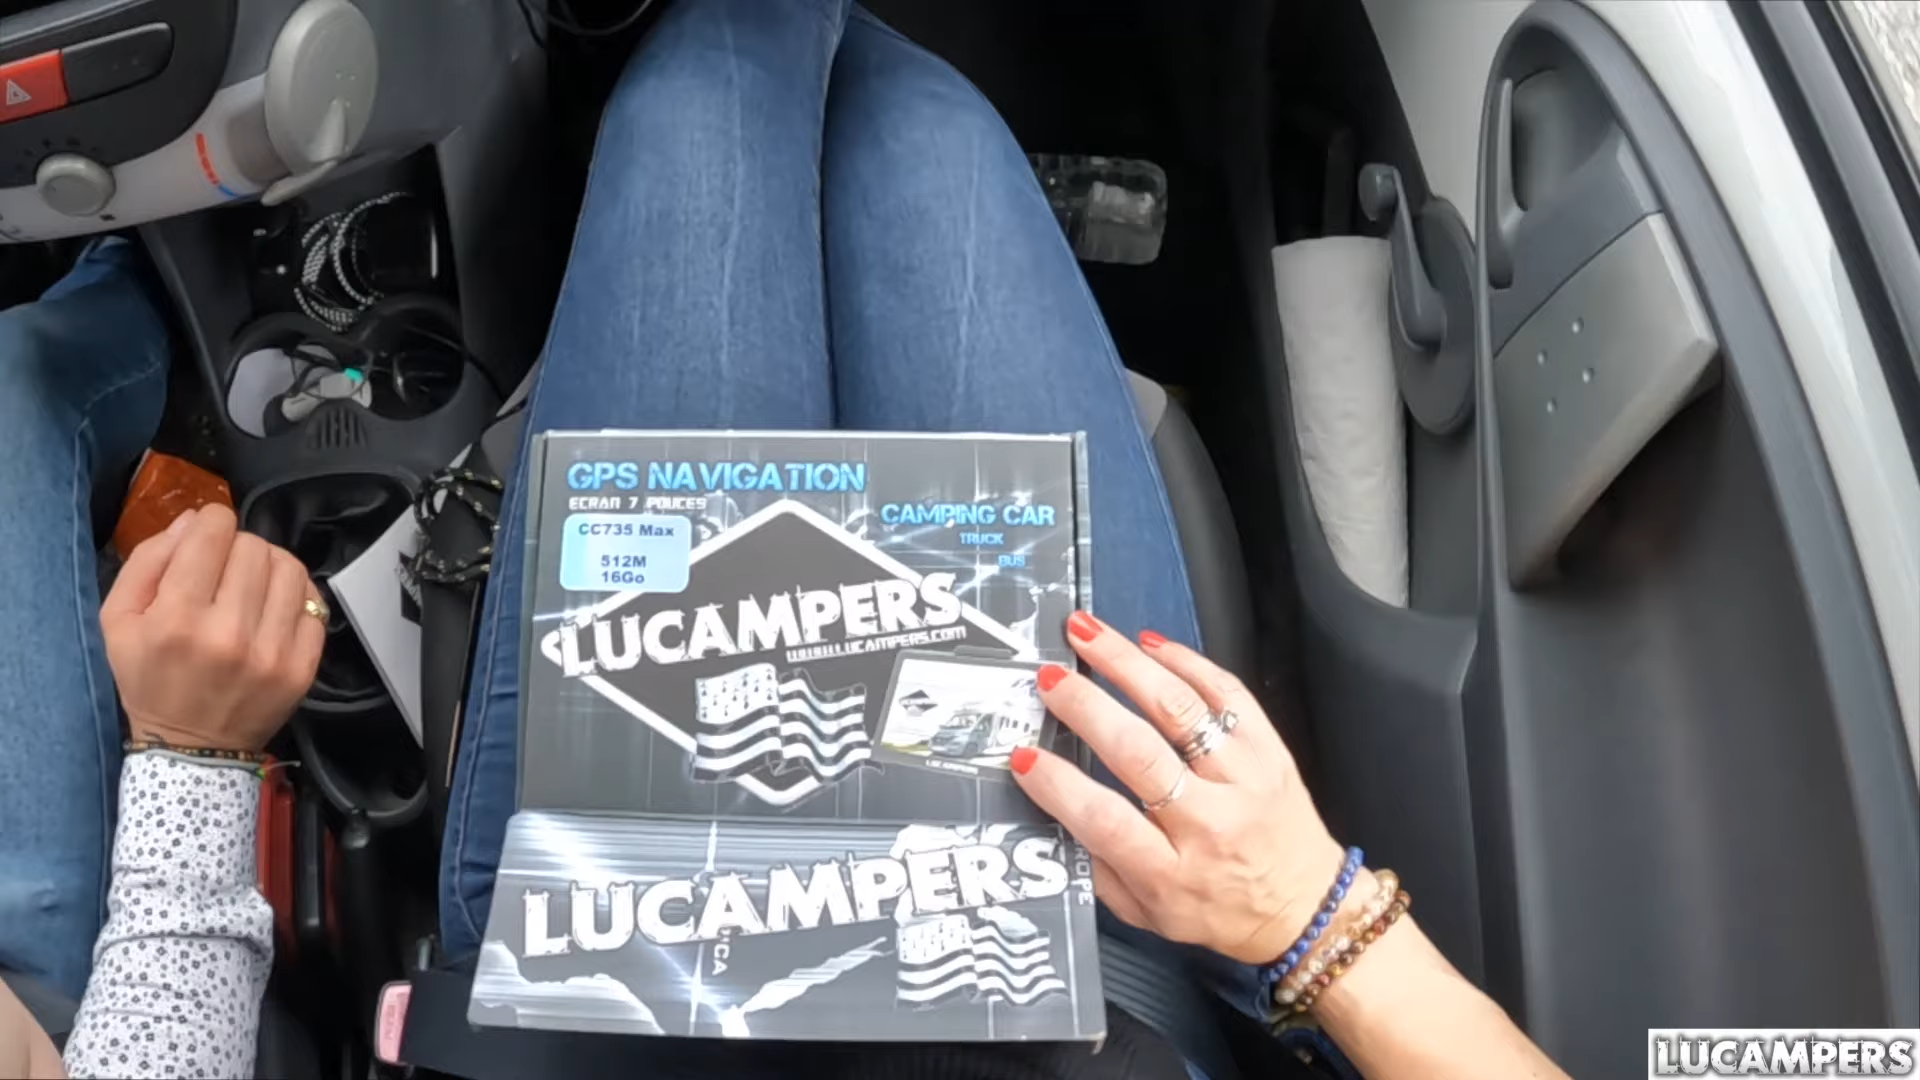 GPS NAVIGATION
ECRAN 7 POUCES
CC735 Max
512M
16Go
CAMPING CAR
TRUCK
BUS
LUCAMPERS
WWW.LUCAMPERS.COM
LUCAMPERS
LUCAMPERS
LUCAMPERS